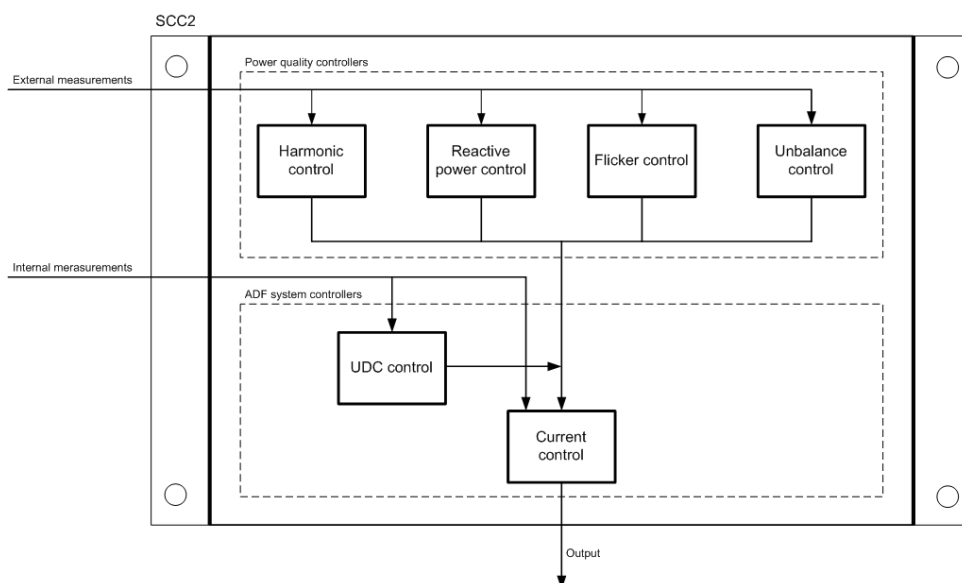 SCC2
External measurements
Power quality controllers
Harmonic
control
Reactive
power control
Flicker control
Unbalance
control
Internal merasurements
ADF system controllers
UDC control
Current
control
Output